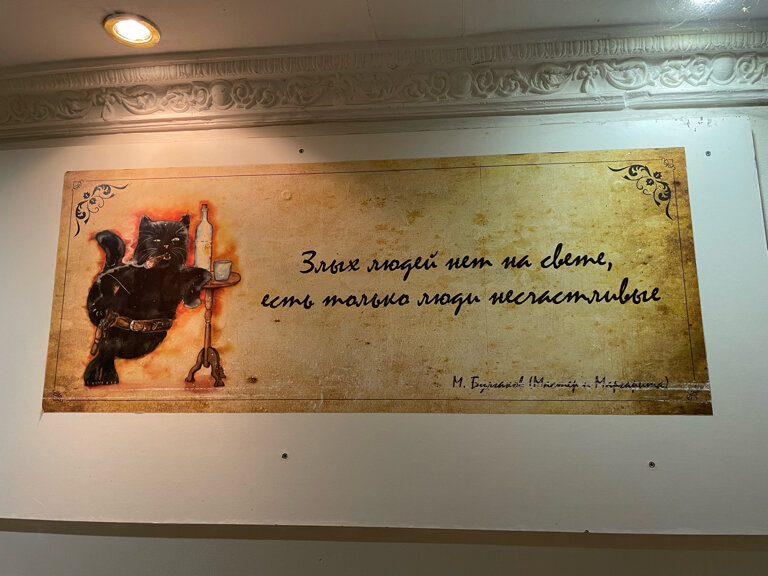 Злых людей нет на свете,
есть только люди несчастливые
М. Булгаков (Мастер и Маргарита)